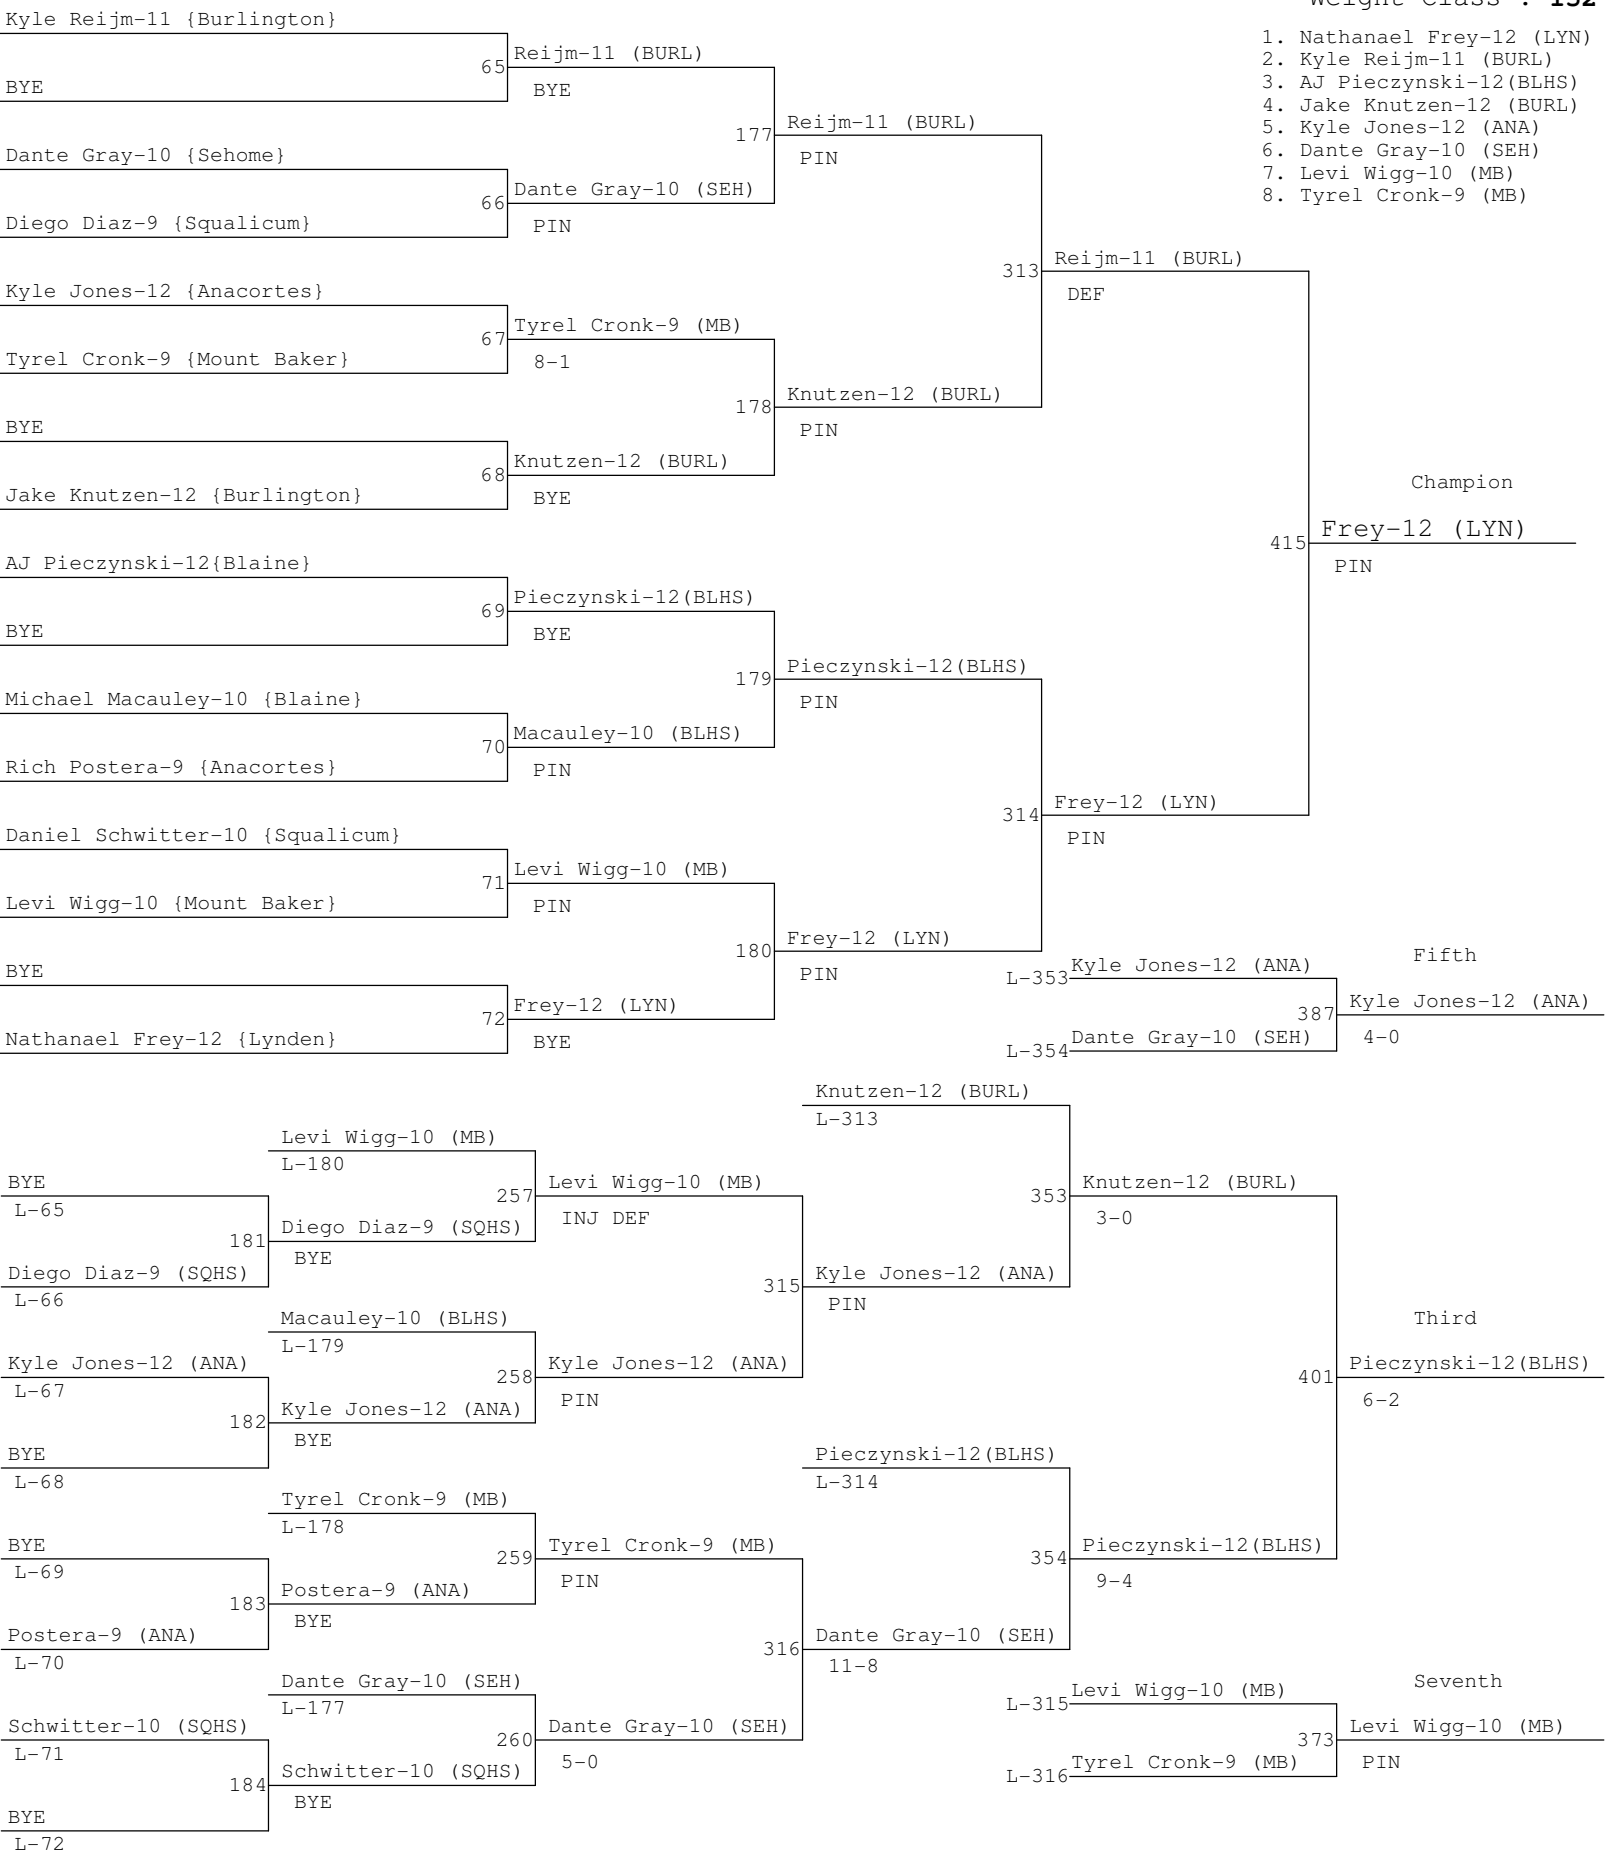 Weight Class : 152
Kyle Reijm-11 {Burlington}
1. Nathanael Frey-12 (LYN)
2. Kyle Reijm-11 (BURL)
3. AJ Pieczynski-12(BLHS)
4. Jake Knutzen-12 (BURL)
5. Kyle Jones-12 (ANA)
6. Dante Gray-10 (SEH)
7. Levi Wigg-10 (MB)
8. Tyrel Cronk-9 (MB)
Reijm-11 (BURL)
65
BYE
BYE
Reijm-11 (BURL)
177
PIN
Dante Gray-10 {Sehome}
Dante Gray-10 (SEH)
66
PIN
Diego Diaz-9 {Squalicum}
Reijm-11 (BURL)
313
DEF
Kyle Jones-12 {Anacortes}
Tyrel Cronk-9 (MB)
67
8-1
Tyrel Cronk-9 {Mount Baker}
Knutzen-12 (BURL)
178
PIN
BYE
Knutzen-12 (BURL)
68
BYE
Jake Knutzen-12 {Burlington}
Champion
Frey-12 (LYN)
415
PIN
AJ Pieczynski-12{Blaine}
Pieczynski-12(BLHS)
69
BYE
BYE
Pieczynski-12(BLHS)
179
PIN
Michael Macauley-10 {Blaine}
Macauley-10 (BLHS)
70
PIN
Rich Postera-9 {Anacortes}
Frey-12 (LYN)
314
PIN
Daniel Schwitter-10 {Squalicum}
Levi Wigg-10 (MB)
71
PIN
Levi Wigg-10 {Mount Baker}
Frey-12 (LYN)
180
PIN
BYE
Frey-12 (LYN)
72
BYE
Nathanael Frey-12 {Lynden}
Fifth
Kyle Jones-12 (ANA)
L-353
Kyle Jones-12 (ANA)
387
4-0
Dante Gray-10 (SEH)
L-354
Knutzen-12 (BURL)
L-313
Levi Wigg-10 (MB)
L-180
BYE
L-65
Levi Wigg-10 (MB)
257
INJ DEF
Knutzen-12 (BURL)
353
3-0
Diego Diaz-9 (SQHS)
181
BYE
Diego Diaz-9 (SQHS)
L-66
Kyle Jones-12 (ANA)
315
PIN
Macauley-10 (BLHS)
L-179
Third
Kyle Jones-12 (ANA)
L-67
Kyle Jones-12 (ANA)
258
PIN
Pieczynski-12(BLHS)
401
6-2
Kyle Jones-12 (ANA)
182
BYE
BYE
L-68
Pieczynski-12(BLHS)
L-314
Tyrel Cronk-9 (MB)
L-178
BYE
L-69
Tyrel Cronk-9 (MB)
259
PIN
Pieczynski-12(BLHS)
354
9-4
Postera-9 (ANA)
183
BYE
Postera-9 (ANA)
L-70
Dante Gray-10 (SEH)
316
11-8
Dante Gray-10 (SEH)
L-177
Seventh
Levi Wigg-10 (MB)
L-315
Schwitter-10 (SQHS)
L-71
Dante Gray-10 (SEH)
260
5-0
Levi Wigg-10 (MB)
373
PIN
Schwitter-10 (SQHS)
184
BYE
Tyrel Cronk-9 (MB)
L-316
BYE
L-72